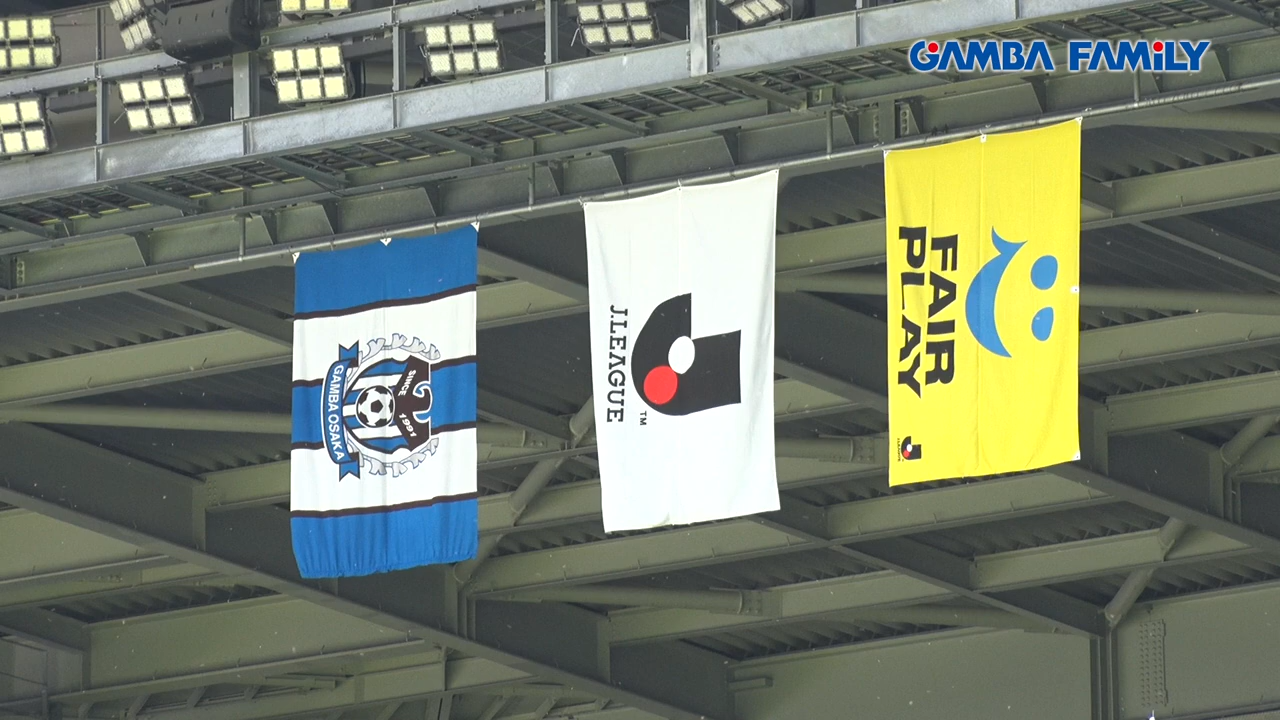 GAMBA FAMiLY
GAMBA OSAKA
SINCE 1991
J.LEAGUE
TM
FAIR
PLAY